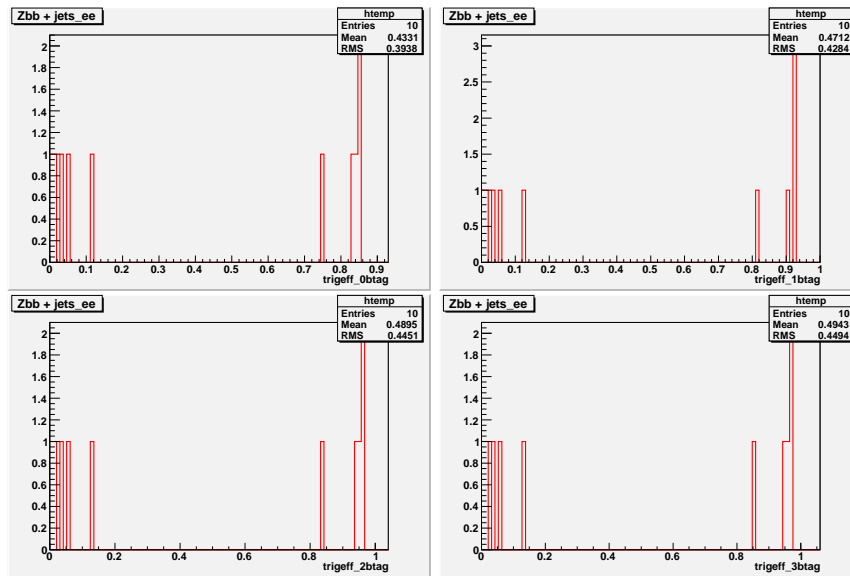 Zbb + jets_ee
htemp
Entries 10
Mean 0.4331
RMS 0.3938
2
1.8
1.6
1.4
1.2
1
0.8
0.6
0.4
0.2
0
0 0.1 0.2 0.3 0.4 0.5 0.6 0.7 0.8 0.9
trigeff_0btag
Zbb + jets_ee
htemp
Entries 10
Mean 0.4712
RMS 0.4284
3
2.5
2
1.5
1
0.5
0
0 0.1 0.2 0.3 0.4 0.5 0.6 0.7 0.8 0.9 1
trigeff_1btag
Zbb + jets_ee
htemp
Entries 10
Mean 0.4895
RMS 0.4451
2
1.8
1.6
1.4
1.2
1
0.8
0.6
0.4
0.2
0
0 0.2 0.4 0.6 0.8 1
trigeff_2btag
Zbb + jets_ee
htemp
Entries 10
Mean 0.4943
RMS 0.4494
2
1.8
1.6
1.4
1.2
1
0.8
0.6
0.4
0.2
0
0 0.2 0.4 0.6 0.8 1
trigeff_3btag